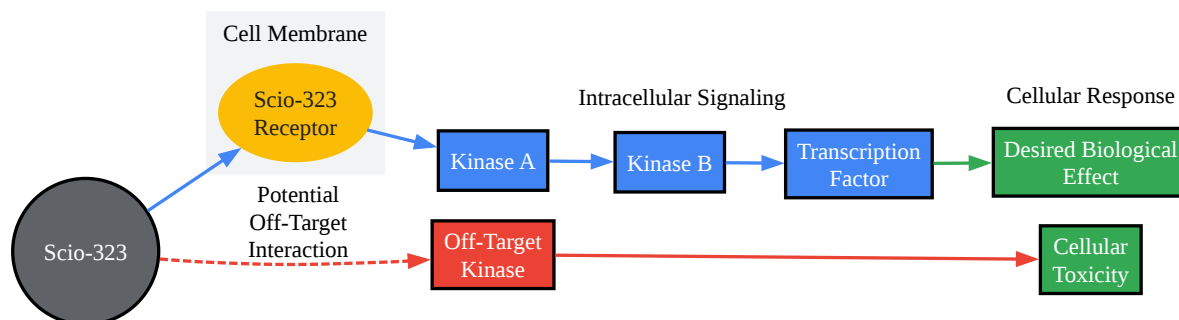 Cell Membrane
Scio-323
Receptor
Intracellular Signaling
Cellular Response
Kinase A
Kinase B
Transcription
Factor
Desired Biological
Effect
Potential
Off-Target
Interaction
Scio-323
Off-Target
Kinase
Cellular
Toxicity